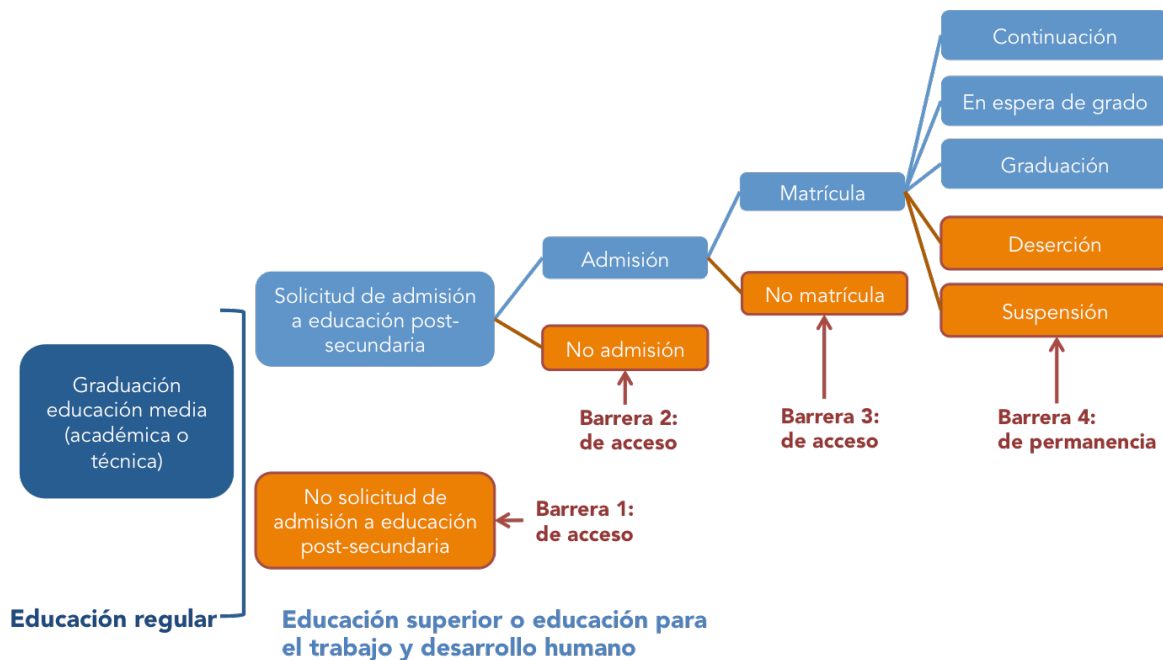 Continuación
En espera de grado
Graduación
Matrícula
Deserción
Admisión
No matrícula
Suspensión
Solicitud de admisión
a educación post-
secundaria
No admisión
Graduación
educación media
(académica o
técnica)
Barrera 2:
de acceso
Barrera 3:
de acceso
Barrera 4:
de permanencia
No solicitud de
admisión a educación
post-secundaria
Barrera 1:
de acceso
Educación regular
Educación superior o educación para
el trabajo y desarrollo humano